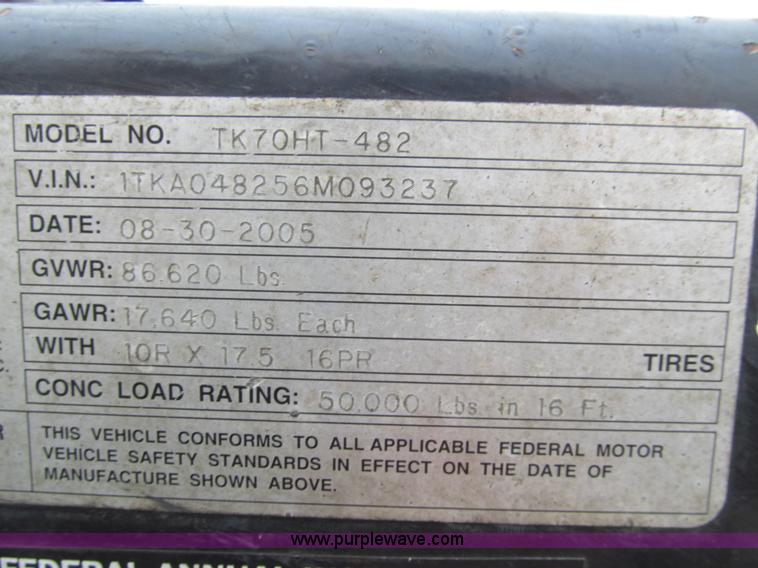 MODEL NO. TK70HT-482
V.I.N.: 1TKA048256M093237
DATE: 08-30-2005
GVWR: 86.620 Lbs.
GAWR: 17.640 Lbs. Each
WITH 10R X 17.5 16PR TIRES
CONC LOAD RATING: 50.000 Lbs. in 16 Ft.
THIS VEHICLE CONFORMS TO ALL APPLICABLE FEDERAL MOTOR
VEHICLE SAFETY STANDARDS IN EFFECT ON THE DATE OF
MANUFACTURE SHOWN ABOVE.
www.purplewave.com
FEDERAL ANNUAL